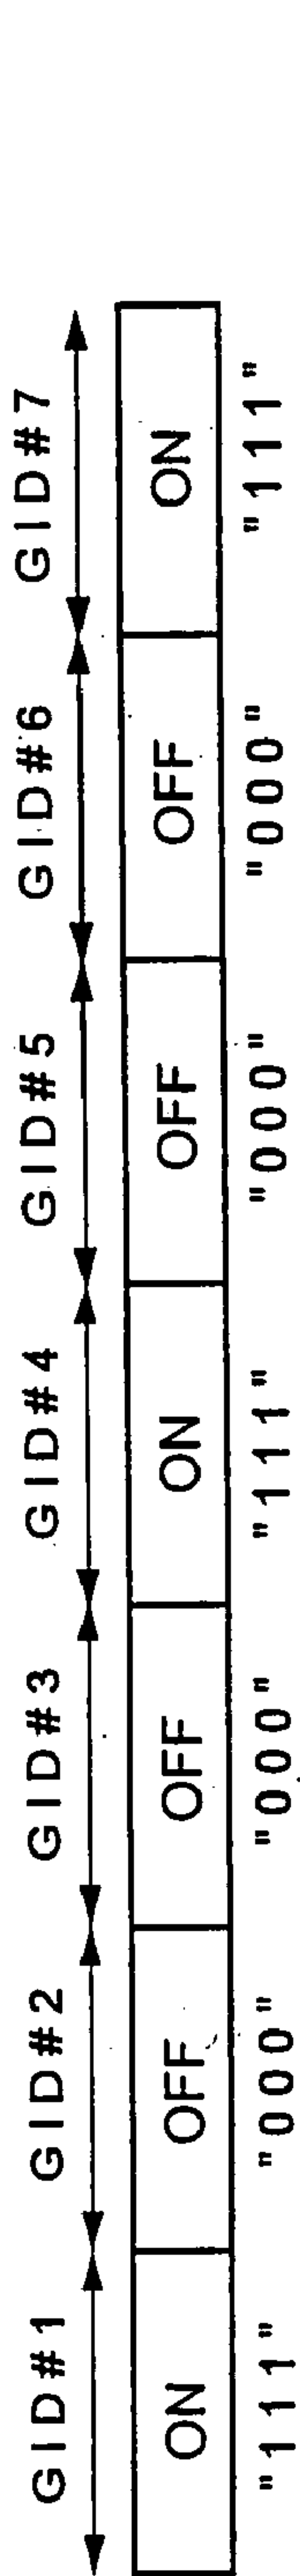 GID#1 GID#2 GID#3 GID#4 GID#5 GID#6 GID#7
ON OFF OFF ON OFF OFF ON
"111" "000" "000" "111" "000" "000" "111"